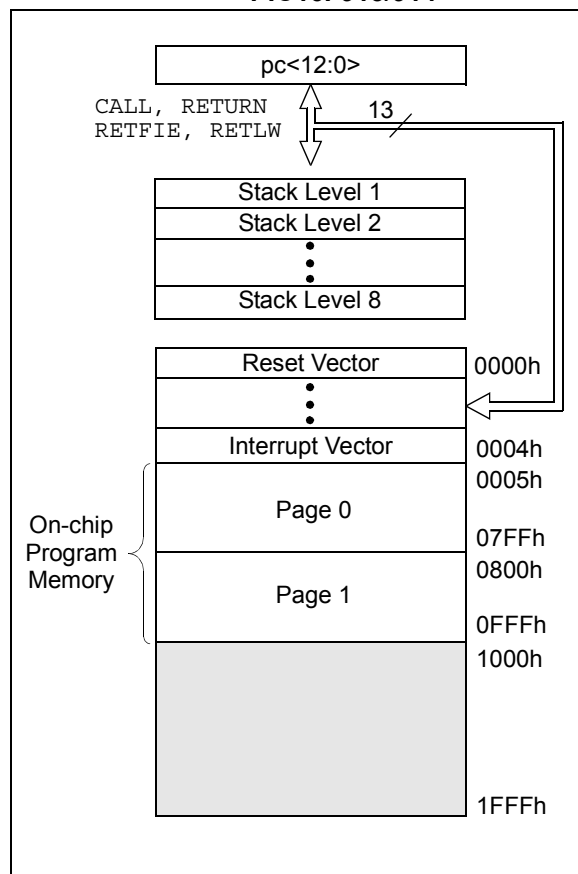 pc<12:0>
CALL, RETURN
RETFIE, RETLW
13
Stack Level 1
Stack Level 2
Stack Level 8
Reset Vector
0000h
Interrupt Vector
0004h
0005h
Page 0
07FFh
On-chip
Program
Memory
0800h
Page 1
0FFFh
1000h
1FFFh